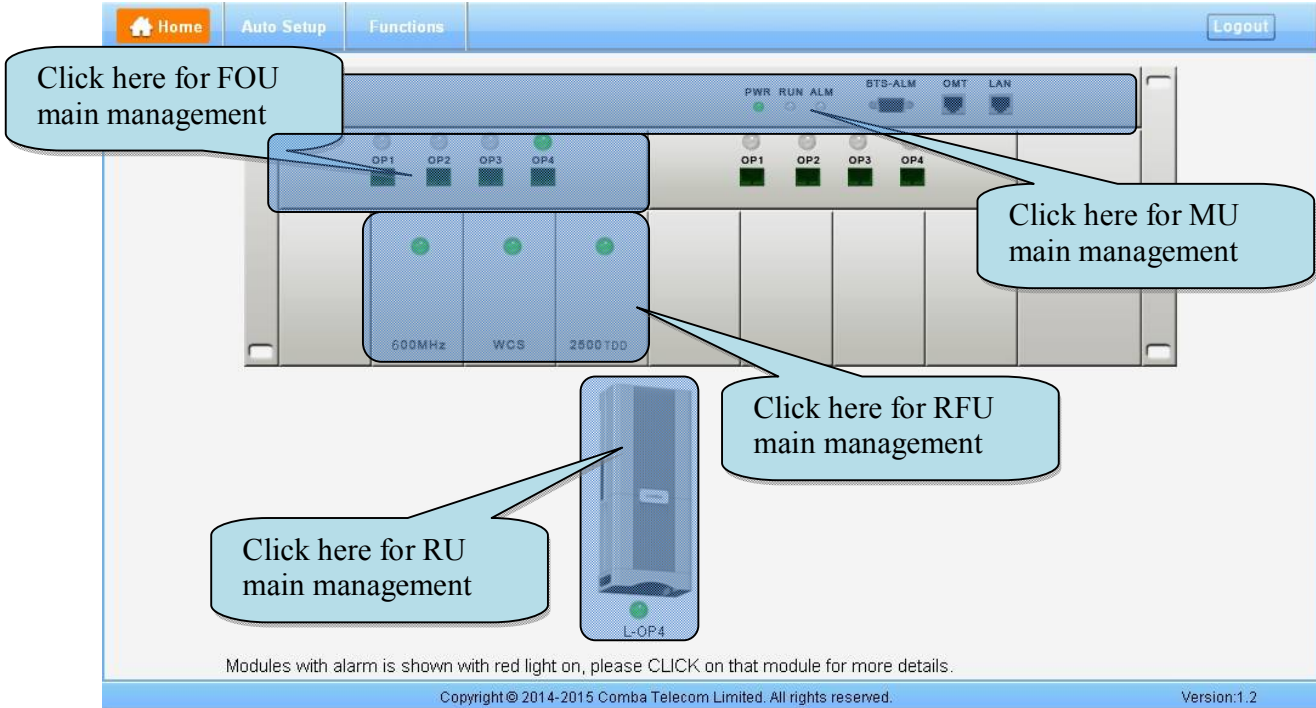 Home Auto Setup Functions Logout
Click here for FOU
main management
PWR RUN ALM BTS-ALM OMT LAN
OP1 OP2 OP3 OP4 OP1 OP2 OP3 OP4
Click here for MU
main management
600MHz WCS 2500TDD
Click here for RFU
main management
Click here for RU
main management
L-OP4
Modules with alarm is shown with red light on, please CLICK on that module for more details.
Copyright © 2014-2015 Comba Telecom Limited. All rights reserved. Version:1.2